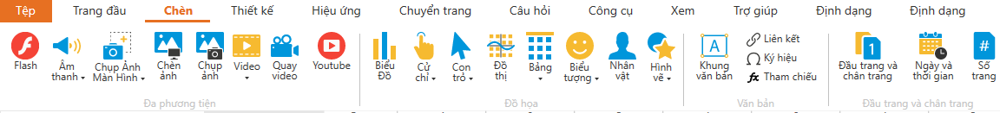 Tệp Trang đầu Chèn Thiết kế Hiệu ứng Chuyển trang Câu hỏi Công cụ Xem Trợ giúp Định dạng Định dạng
Flash
Âm thanh
Chụp Ảnh Màn Hình
Chèn ảnh
Chụp ảnh
Video
Quay video
Youtube
Đa phương tiện
Biểu Đồ
Cử chỉ
Con trỏ
Đồ thị
Bảng
Biểu tượng
Nhân vật
Hình vẽ
Đồ họa
A
Khung văn bản
Liên kết
Ω Ký hiệu
fx Tham chiếu
Văn bản
1
Đầu trang và chân trang
Ngày và thời gian
#
Số trang
Đầu trang và chân trang